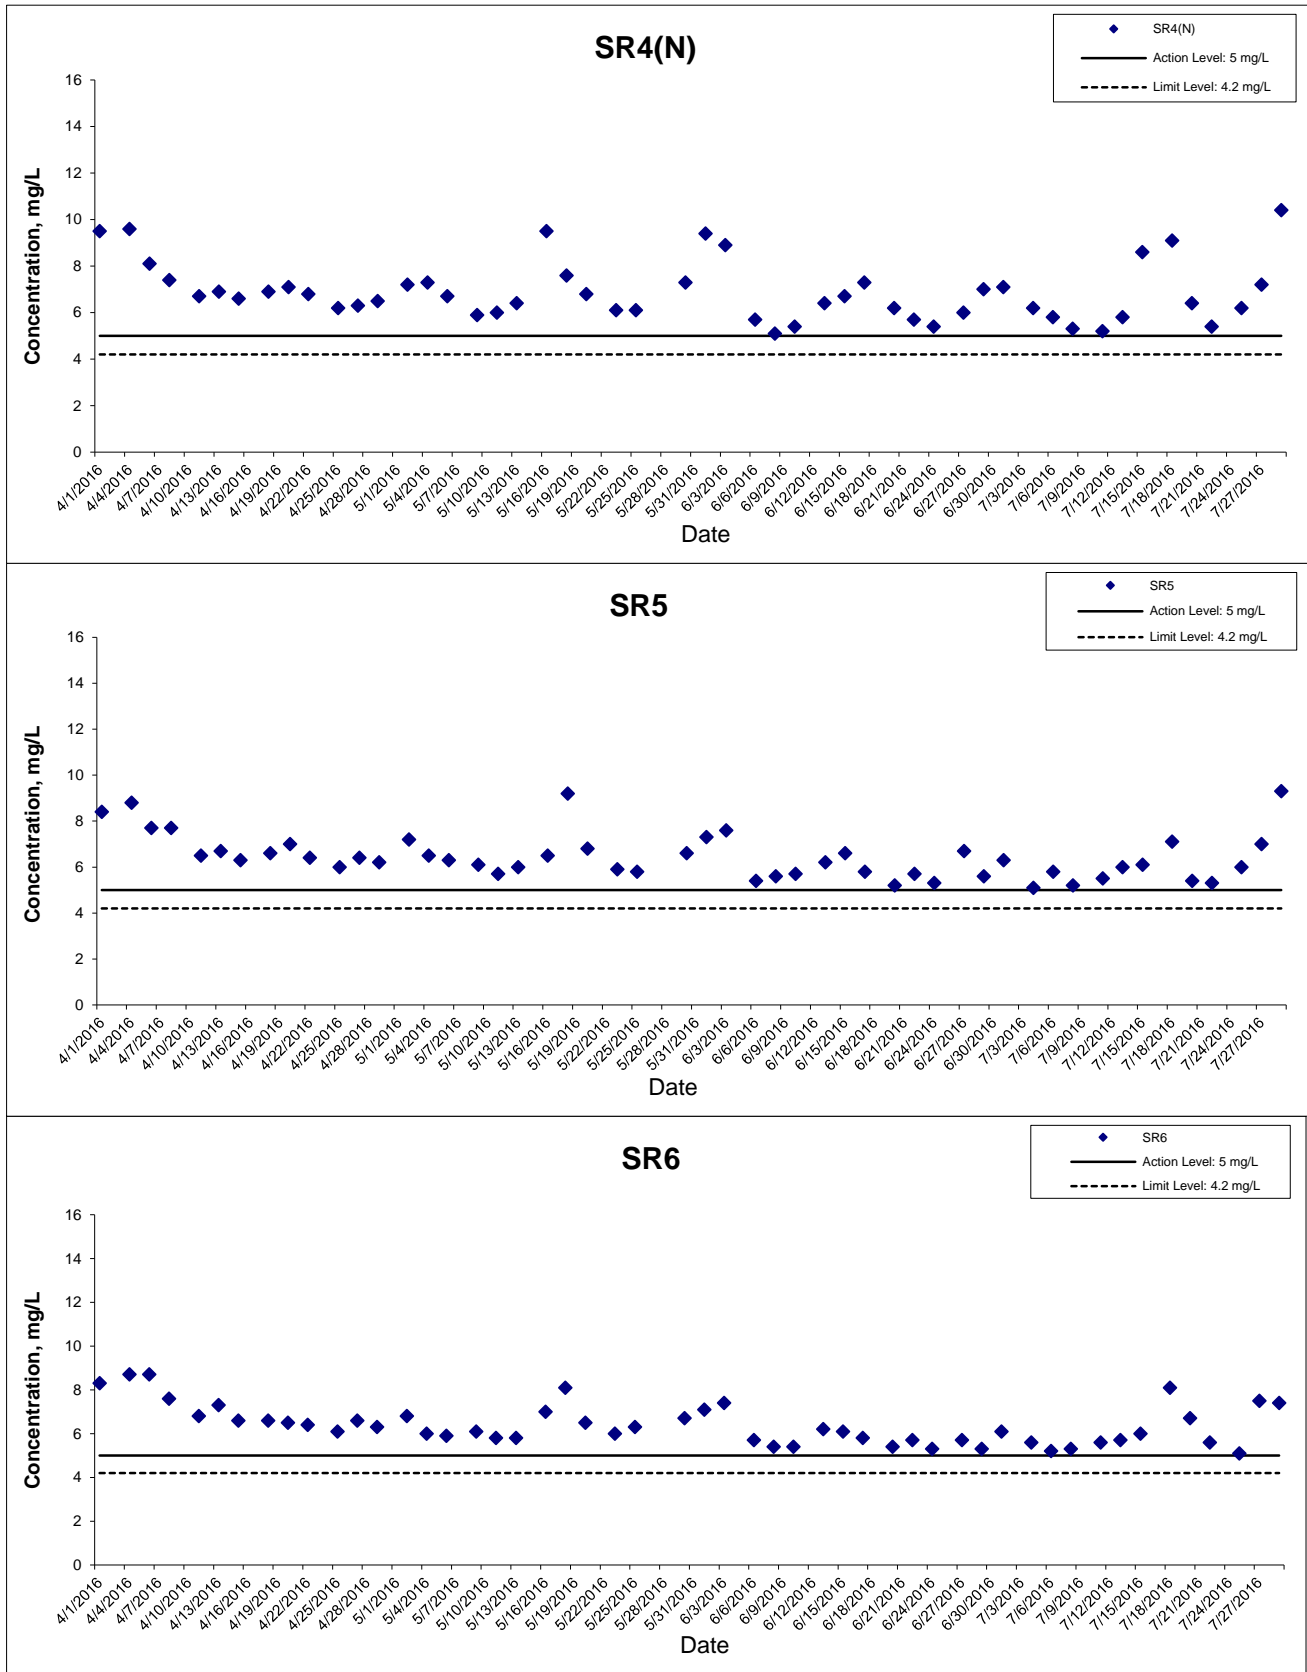 SR4(N)
SR4(N)
Action Level: 5 mg/L
Limit Level: 4.2 mg/L
Concentration, mg/L
16
14
12
10
8
6
4
2
0
4/1/2016 4/4/2016 4/7/2016 4/10/2016 4/13/2016 4/16/2016 4/19/2016 4/22/2016 4/25/2016 4/28/2016 5/1/2016 5/4/2016 5/7/2016 5/10/2016 5/13/2016 5/16/2016 5/19/2016 5/22/2016 5/25/2016 5/28/2016 5/31/2016 6/3/2016 6/6/2016 6/9/2016 6/12/2016 6/15/2016 6/18/2016 6/21/2016 6/24/2016 6/27/2016 6/30/2016 7/3/2016 7/6/2016 7/9/2016 7/12/2016 7/15/2016 7/18/2016 7/21/2016 7/24/2016 7/27/2016
Date
SR5
SR5
Action Level: 5 mg/L
Limit Level: 4.2 mg/L
Concentration, mg/L
16
14
12
10
8
6
4
2
0
4/1/2016 4/4/2016 4/7/2016 4/10/2016 4/13/2016 4/16/2016 4/19/2016 4/22/2016 4/25/2016 4/28/2016 5/1/2016 5/4/2016 5/7/2016 5/10/2016 5/13/2016 5/16/2016 5/19/2016 5/22/2016 5/25/2016 5/28/2016 5/31/2016 6/3/2016 6/6/2016 6/9/2016 6/12/2016 6/15/2016 6/18/2016 6/21/2016 6/24/2016 6/27/2016 6/30/2016 7/3/2016 7/6/2016 7/9/2016 7/12/2016 7/15/2016 7/18/2016 7/21/2016 7/24/2016 7/27/2016
Date
SR6
SR6
Action Level: 5 mg/L
Limit Level: 4.2 mg/L
Concentration, mg/L
16
14
12
10
8
6
4
2
0
4/1/2016 4/4/2016 4/7/2016 4/10/2016 4/13/2016 4/16/2016 4/19/2016 4/22/2016 4/25/2016 4/28/2016 5/1/2016 5/4/2016 5/7/2016 5/10/2016 5/13/2016 5/16/2016 5/19/2016 5/22/2016 5/25/2016 5/28/2016 5/31/2016 6/3/2016 6/6/2016 6/9/2016 6/12/2016 6/15/2016 6/18/2016 6/21/2016 6/24/2016 6/27/2016 6/30/2016 7/3/2016 7/6/2016 7/9/2016 7/12/2016 7/15/2016 7/18/2016 7/21/2016 7/24/2016 7/27/2016
Date